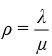 ρ = λ/μ